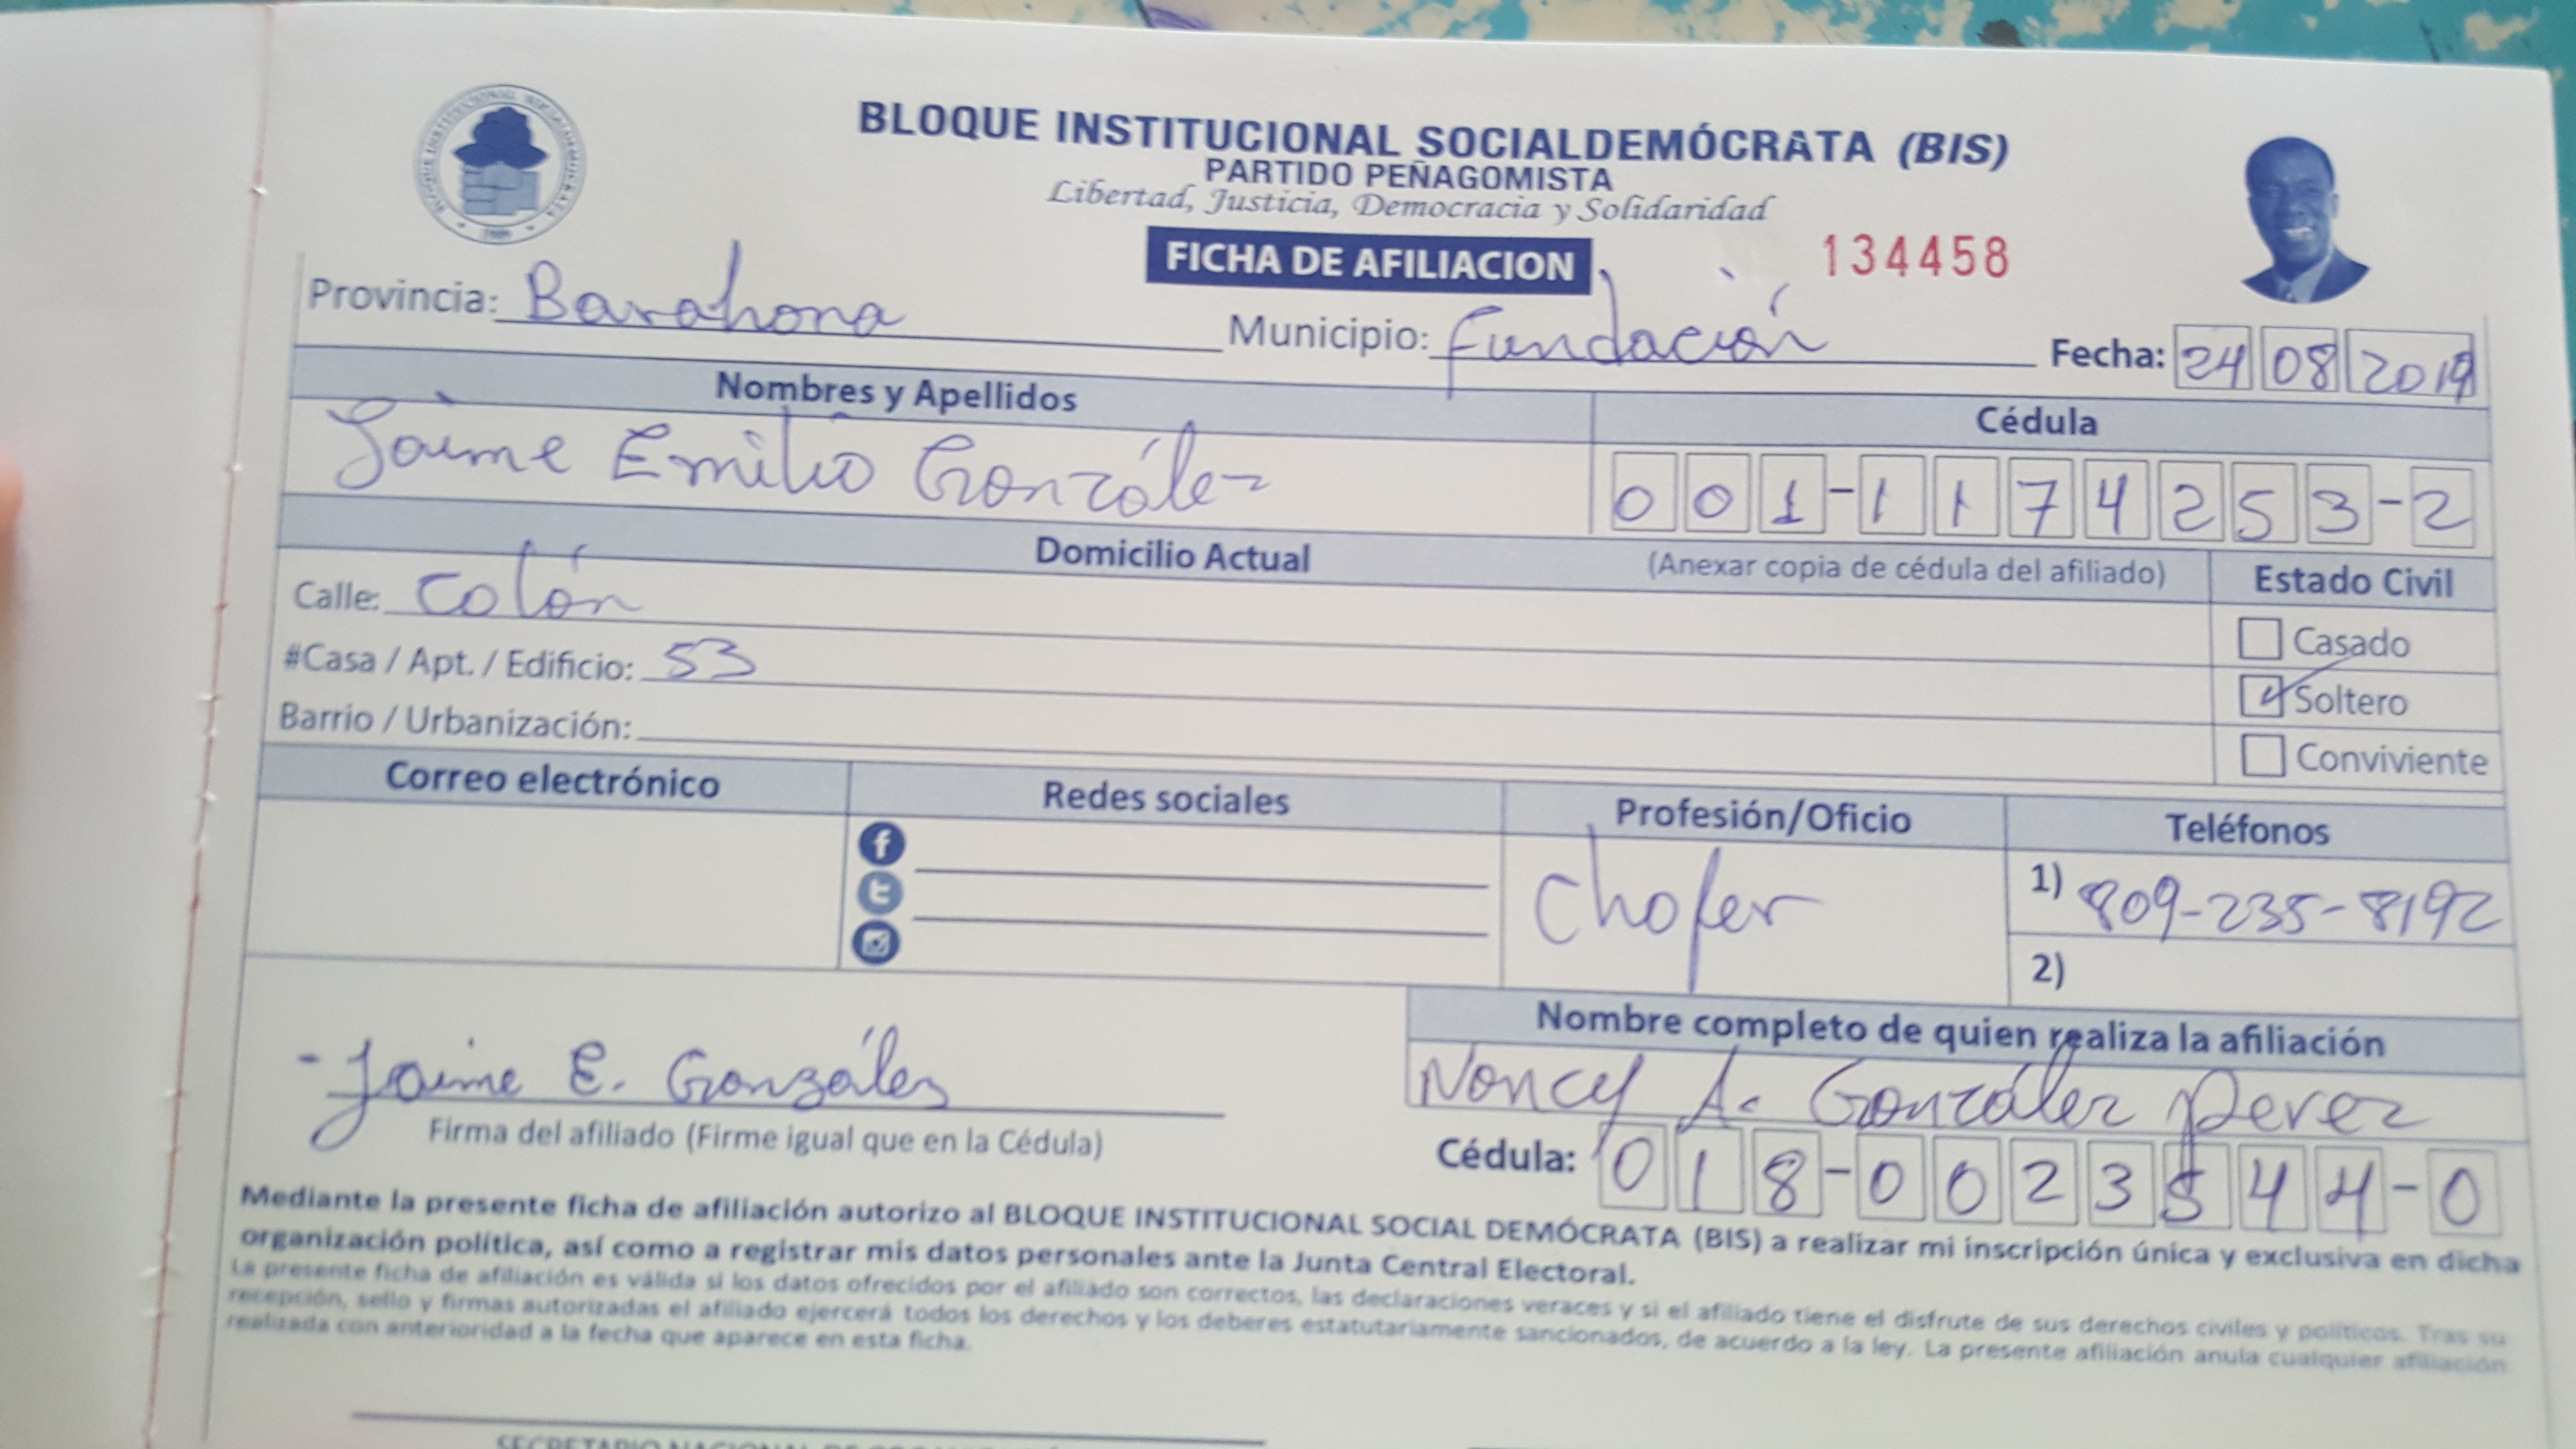 BLOQUE INSTITUCIONAL SOCIALDEMÓCRATA (BIS)
PARTIDO PEÑAGOMISTA
Libertad, Justicia, Democracia y Solidaridad
FICHA DE AFILIACION
134458
Provincia: Barahona Municipio: Fundación Fecha: 24 08 2019
Nombres y Apellidos Cédula
Jaime Emilio González 001-1174253-2
Domicilio Actual (Anexar copia de cédula del afiliado) Estado Civil
Calle: Colón
Casado
#Casa / Apt. / Edificio: 53
Soltero
Barrio / Urbanización:
Conviviente
Correo electrónico Redes sociales Profesión/Oficio Teléfonos
Chofer 1) 809-235-8192
2)
Nombre completo de quien realiza la afiliación
Jaime E. Gonzáles Nancy A. González Perez
Firma del afiliado (Firme igual que en la Cédula) Cédula: 018-0023544-0
Mediante la presente ficha de afiliación autorizo al BLOQUE INSTITUCIONAL SOCIAL DEMÓCRATA (BIS) a realizar mi inscripción única y exclusiva en dicha
organización política, así como a registrar mis datos personales ante la Junta Central Electoral.
La presente ficha de afiliación es válida si los datos ofrecidos por el afiliado son correctos, las declaraciones veraces y si el afiliado tiene el disfrute de sus derechos civiles y políticos. Tras su
recepción, sello y firmas autorizadas el afiliado ejercerá todos los derechos y los deberes estatutariamente sancionados, de acuerdo a la ley. La presente afiliación anula cualquier afiliación
realizada con anterioridad a la fecha que aparece en esta ficha.